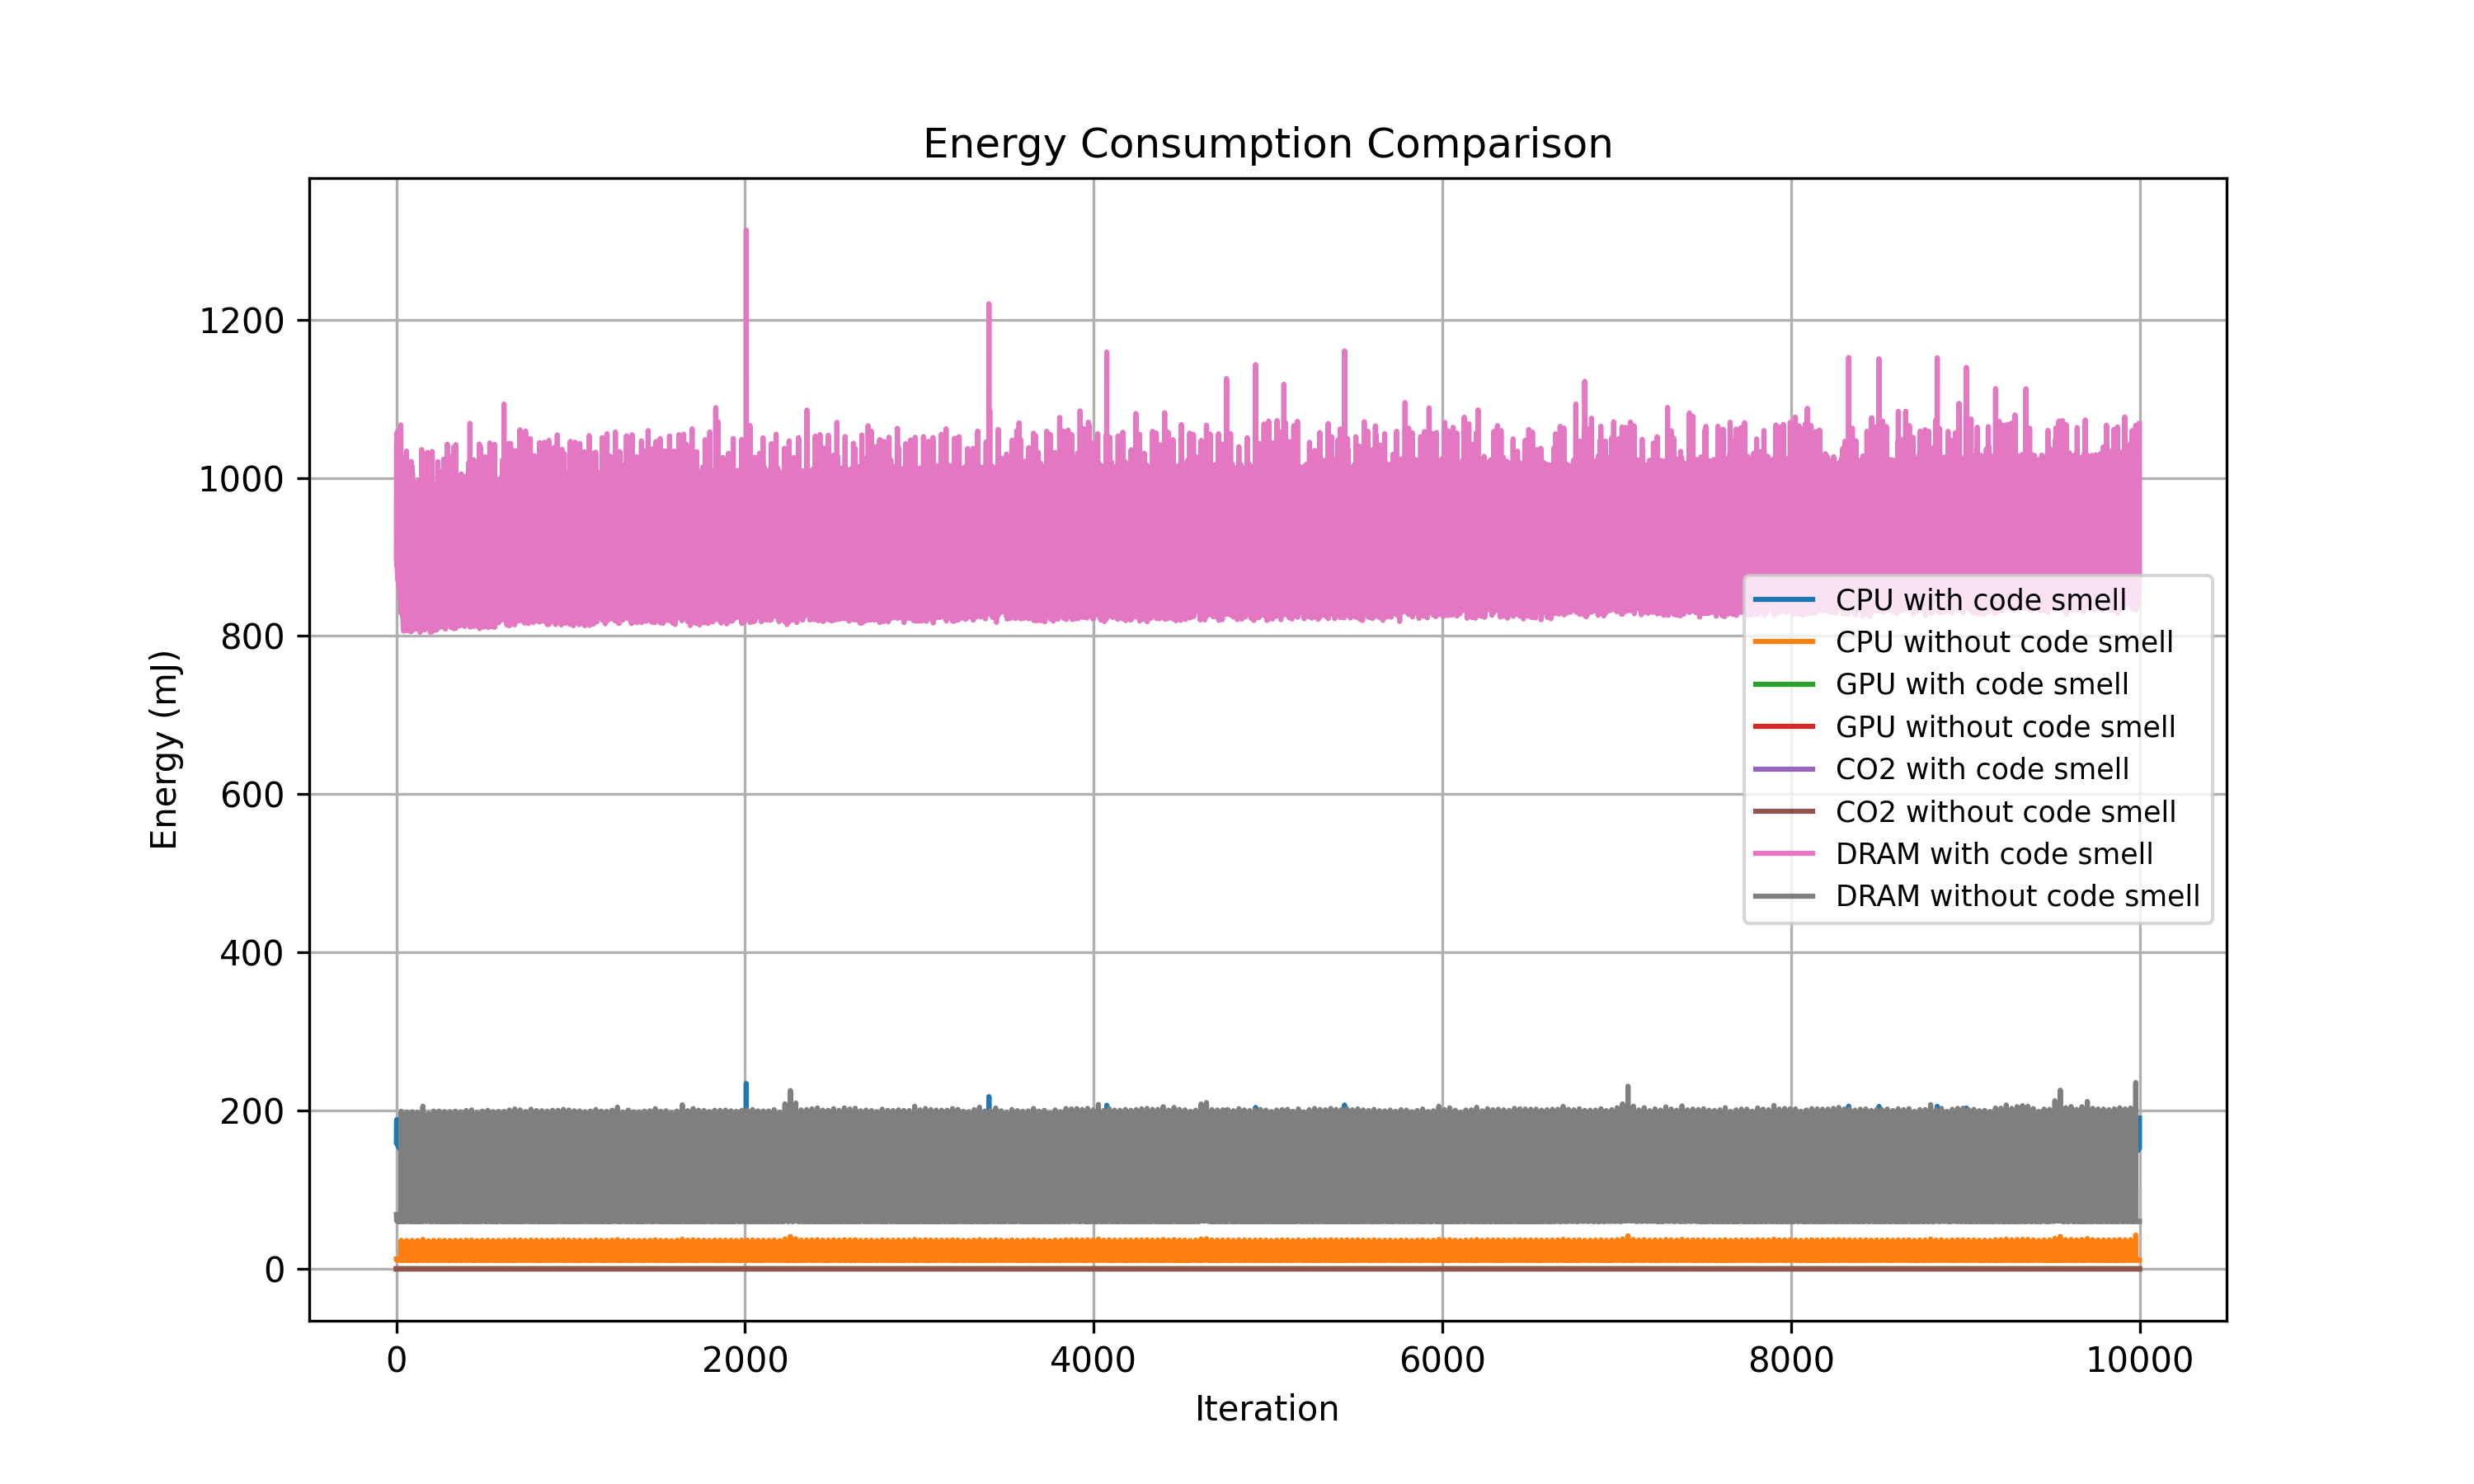 Energy Consumption Comparison
1200
1000
800
600
400
200
0
Energy (mJ)
CPU with code smell
CPU without code smell
GPU with code smell
GPU without code smell
CO2 with code smell
CO2 without code smell
DRAM with code smell
DRAM without code smell
0 2000 4000 6000 8000 10000
Iteration